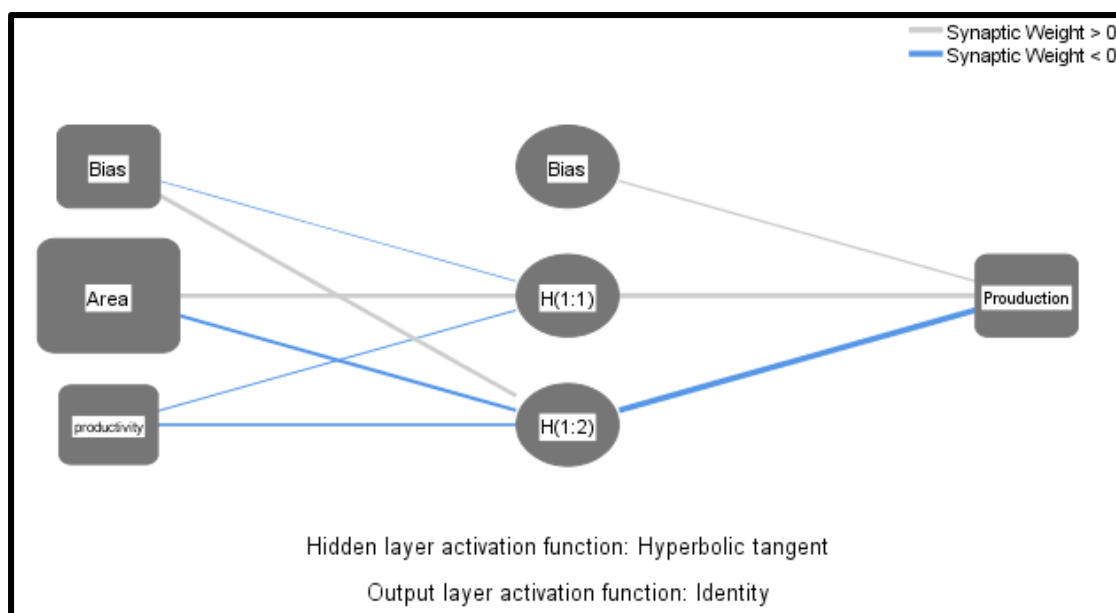 Synaptic Weight > 0
Synaptic Weight < 0
Bias
Bias
Area
H(1:1)
Prouduction
productivity
H(1:2)
Hidden layer activation function: Hyperbolic tangent
Output layer activation function: Identity